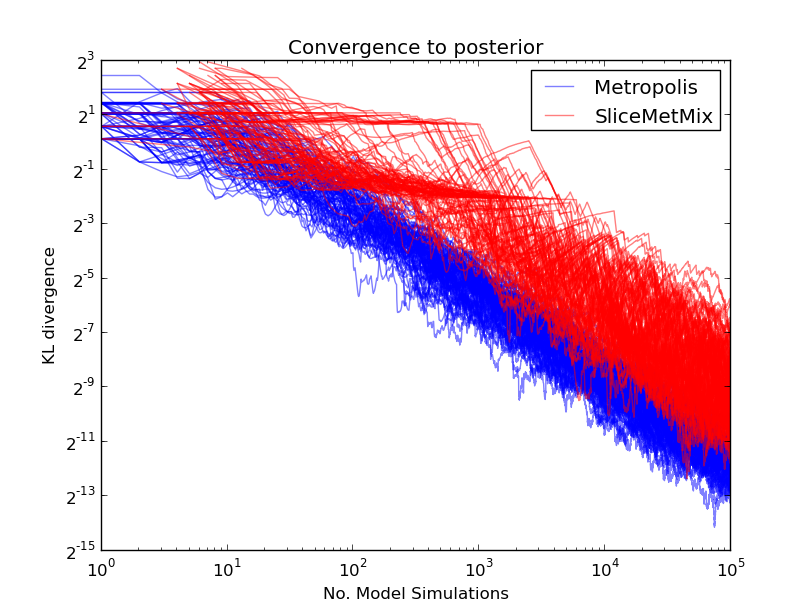 Convergence to posterior
Metropolis
SliceMetMix
KL divergence
2^3
2^1
2^-1
2^-3
2^-5
2^-7
2^-9
2^-11
2^-13
2^-15
10^0 10^1 10^2 10^3 10^4 10^5
No. Model Simulations